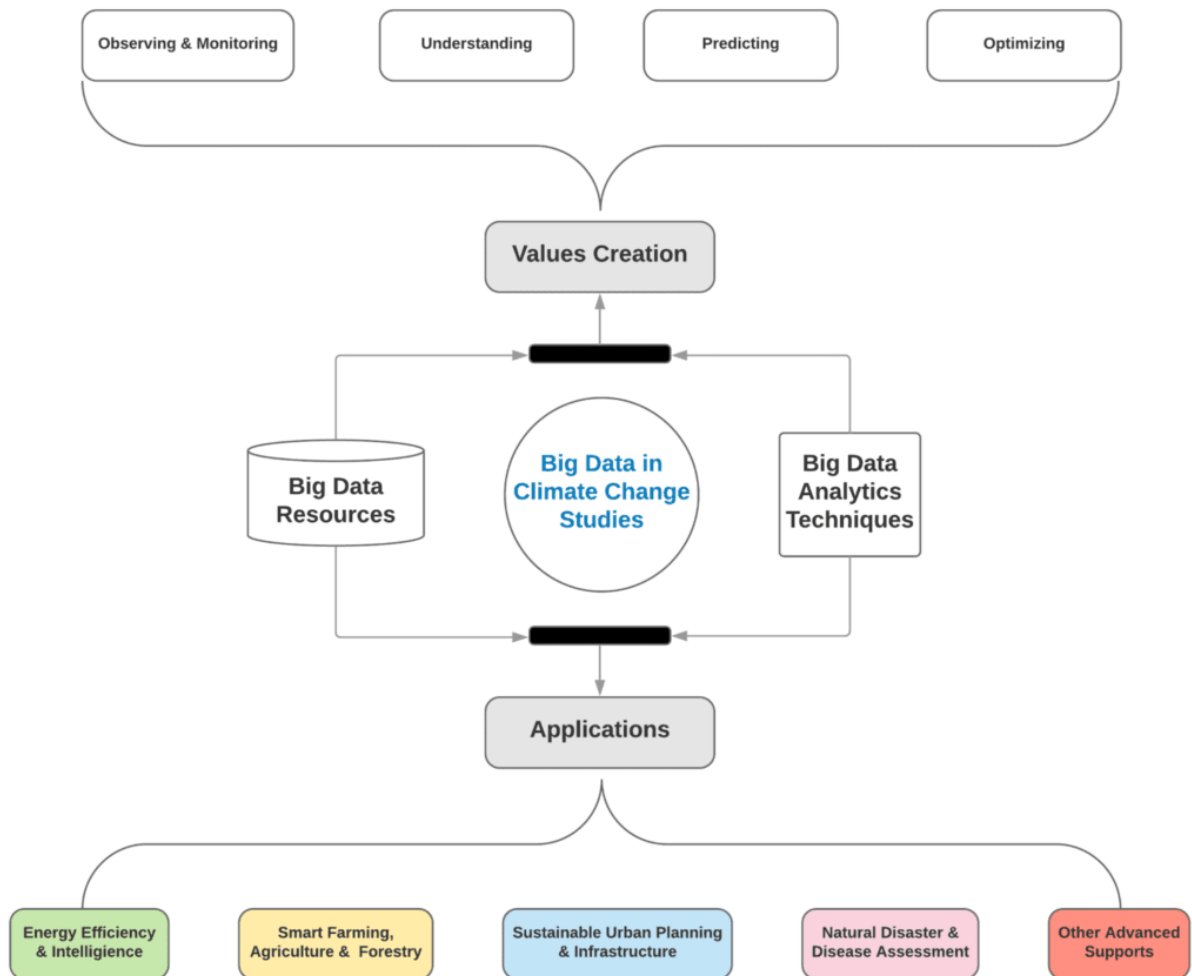 Observing & Monitoring
Understanding
Predicting
Optimizing
Values Creation
Big Data
Resources
Big Data in
Climate Change
Studies
Big Data
Analytics
Techniques
Applications
Energy Efficiency
& Intelligience
Smart Farming,
Agriculture & Forestry
Sustainable Urban Planning
& Infrastructure
Natural Disaster &
Disease Assessment
Other Advanced
Supports